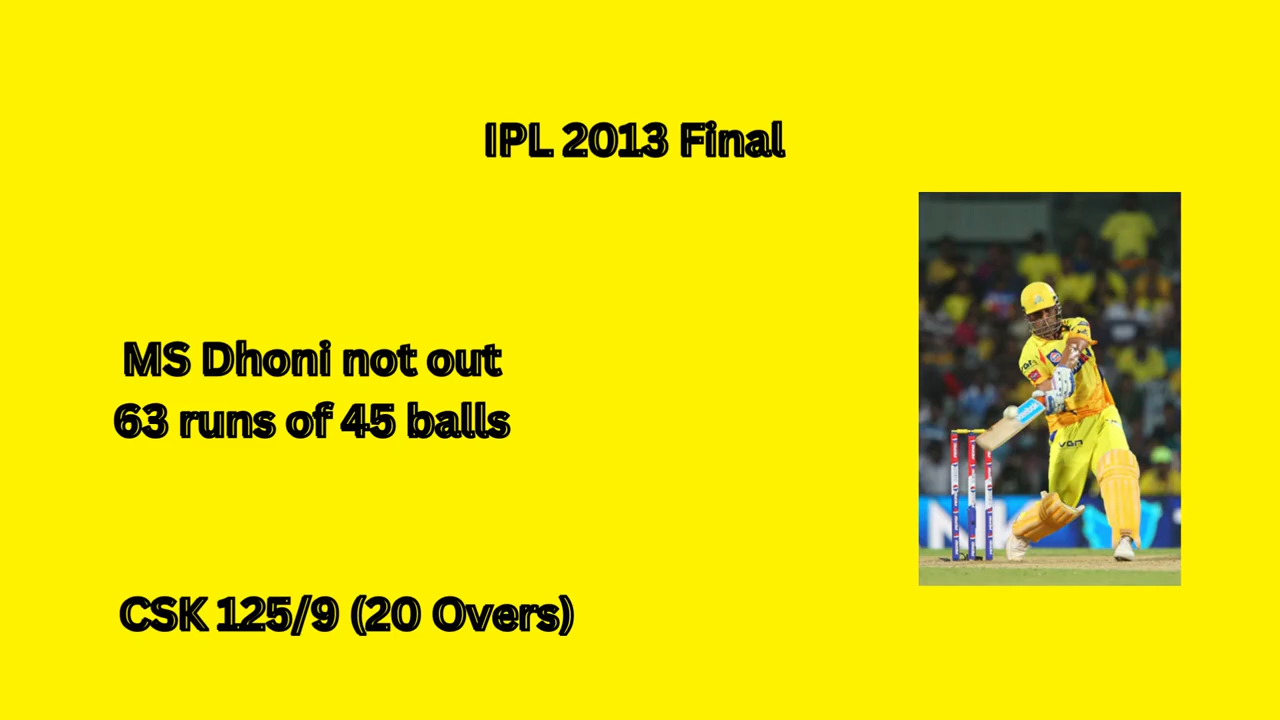 IPL 2013 Final
MS Dhoni not out
63 runs of 45 balls
CSK 125/9 (20 Overs)